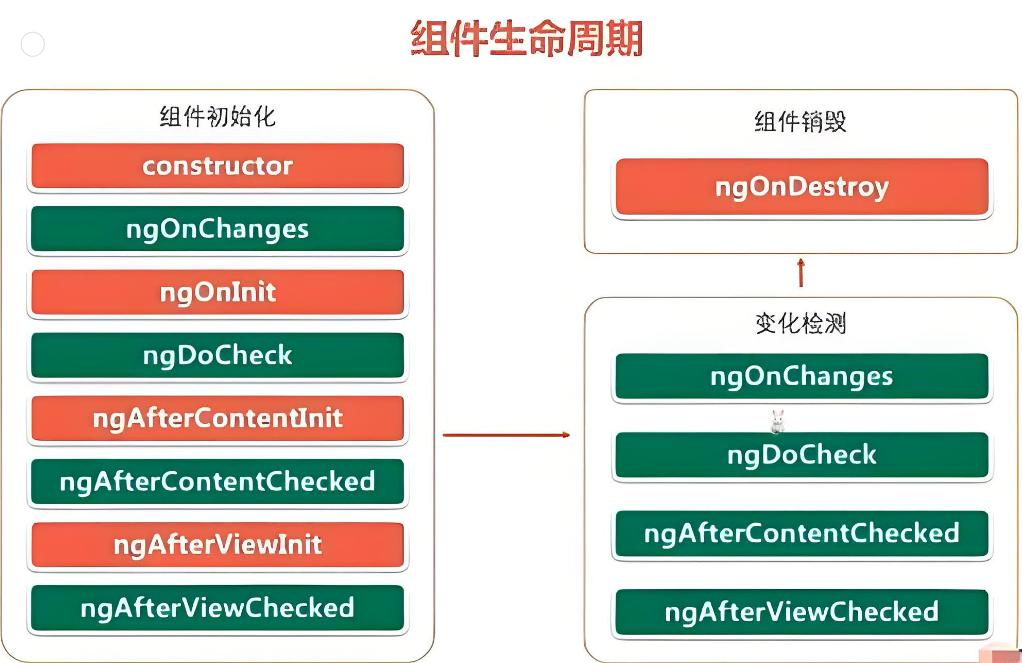 组件生命周期
组件初始化
constructor
ngOnChanges
ngOnInit
ngDoCheck
ngAfterContentInit
ngAfterContentChecked
ngAfterViewInit
ngAfterViewChecked
组件销毁
ngOnDestroy
变化检测
ngOnChanges
ngDoCheck
ngAfterContentChecked
ngAfterViewChecked